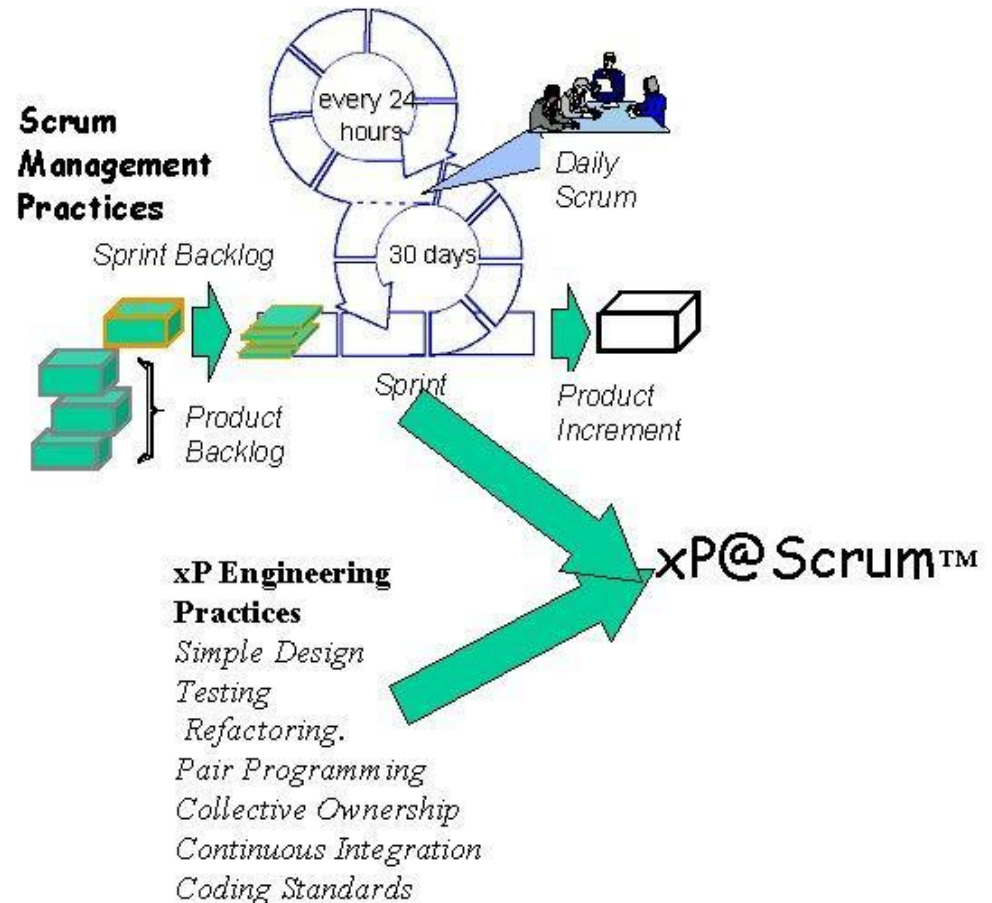 every 24
hours
Scrum
Management
Practices
Daily
Scrum
Sprint Backlog
30 days
Sprint
Product
Backlog
Product
Increment
xP@Scrum™
xP Engineering
Practices
Simple Design
Testing
Refactoring.
Pair Programming
Collective Ownership
Continuous Integration
Coding Standards